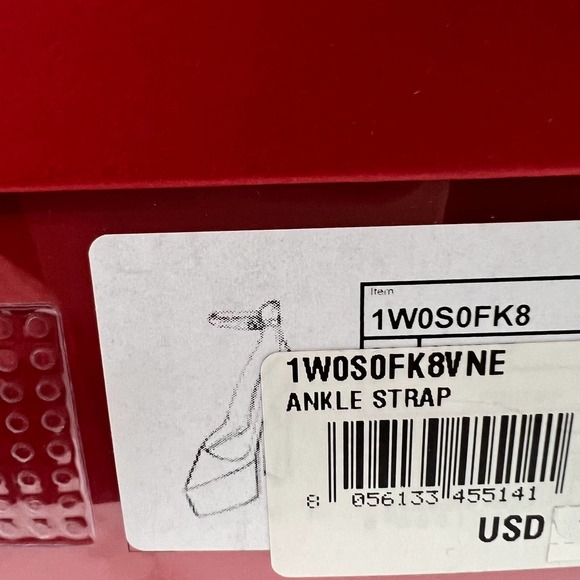 Item
1W0S0FK8
1W0S0FK8VNE
ANKLE STRAP
8 056133 455141
USD